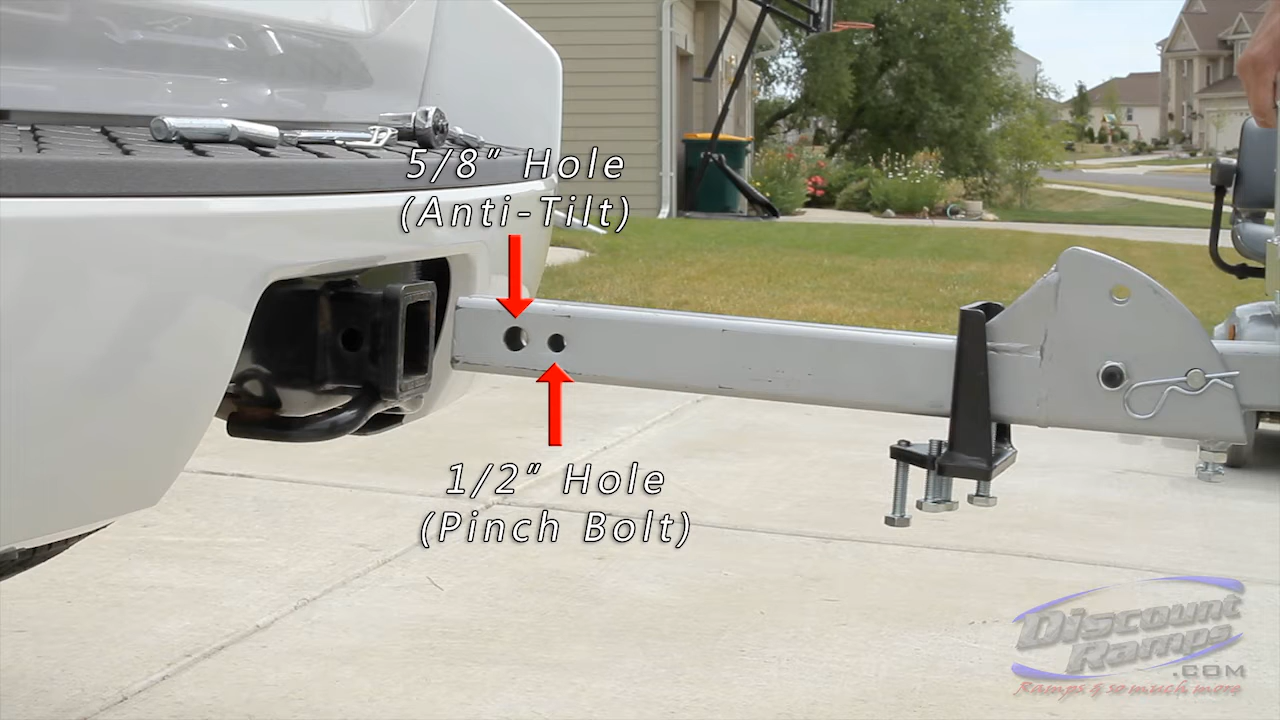 5/8” Hole
(Anti-Tilt)
1/2” Hole
(Pinch Bolt)
Discount
Ramps
.COM
Ramps & so much more